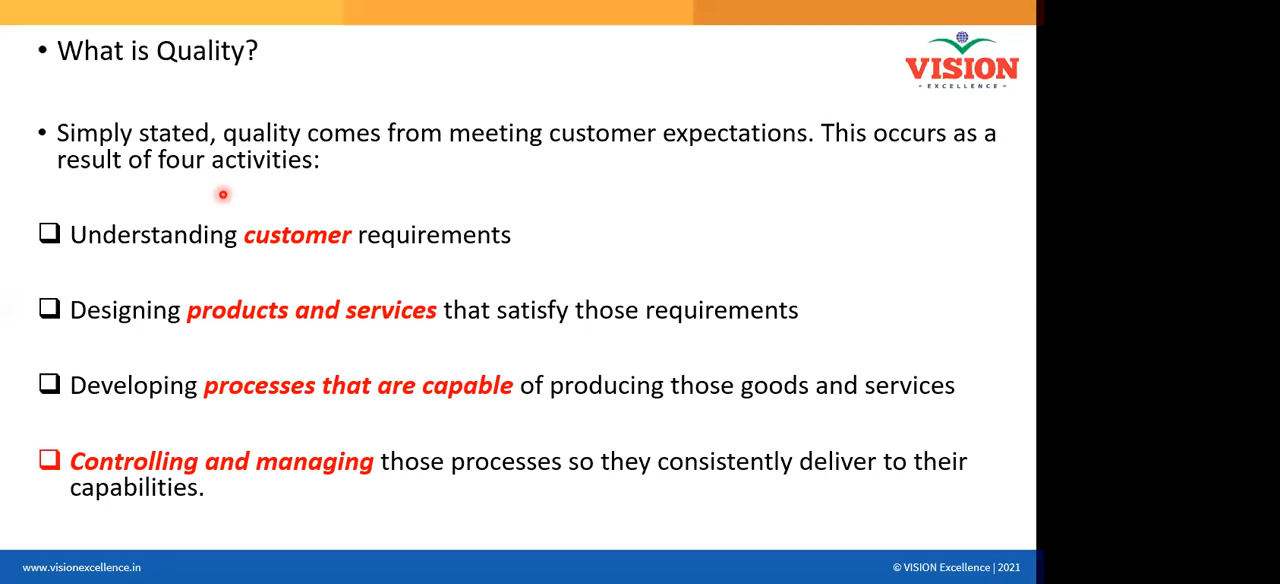 • What is Quality?
VISION
- EXCELLENCE -
• Simply stated, quality comes from meeting customer expectations. This occurs as a
result of four activities:
❑ Understanding customer requirements
❑ Designing products and services that satisfy those requirements
❑ Developing processes that are capable of producing those goods and services
❑ Controlling and managing those processes so they consistently deliver to their
capabilities.
www.visionexcellence.in
© VISION Excellence | 2021